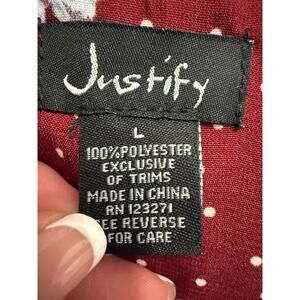 Justify
L
100%POLYESTER
EXCLUSIVE
OF TRIMS
MADE IN CHINA
RN 123271
SEE REVERSE
FOR CARE